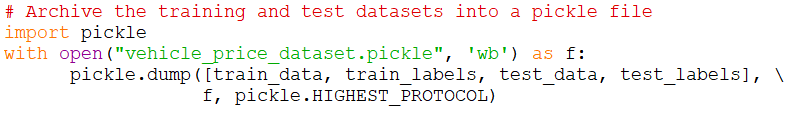 # Archive the training and test datasets into a pickle file
import pickle
with open("vehicle_price_dataset.pickle", 'wb') as f:
      pickle.dump([train_data, train_labels, test_data, test_labels], \
                  f, pickle.HIGHEST_PROTOCOL)